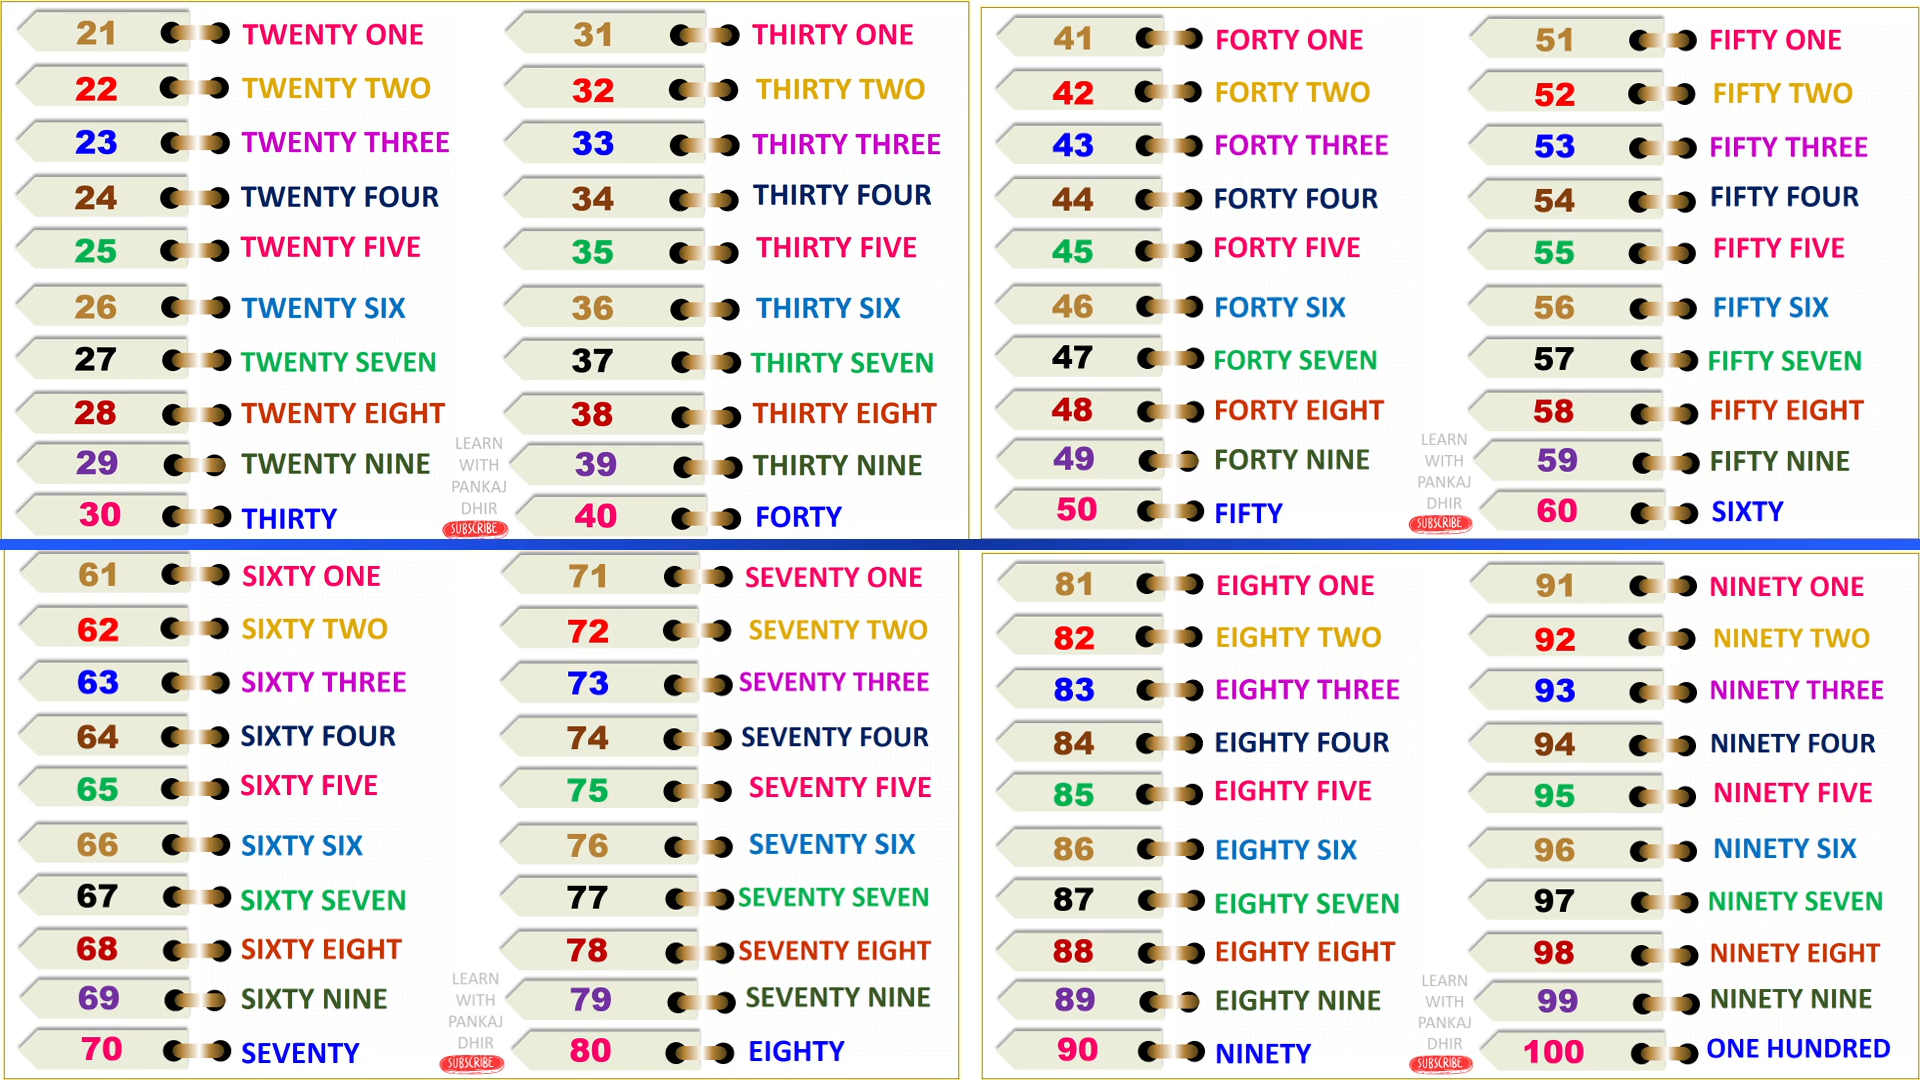 21 TWENTY ONE
22 TWENTY TWO
23 TWENTY THREE
24 TWENTY FOUR
25 TWENTY FIVE
26 TWENTY SIX
27 TWENTY SEVEN
28 TWENTY EIGHT
29 TWENTY NINE
30 THIRTY
31 THIRTY ONE
32 THIRTY TWO
33 THIRTY THREE
34 THIRTY FOUR
35 THIRTY FIVE
36 THIRTY SIX
37 THIRTY SEVEN
38 THIRTY EIGHT
39 THIRTY NINE
40 FORTY
LEARN
WITH
PANKAJ
DHIR
SUBSCRIBE
41 FORTY ONE
42 FORTY TWO
43 FORTY THREE
44 FORTY FOUR
45 FORTY FIVE
46 FORTY SIX
47 FORTY SEVEN
48 FORTY EIGHT
49 FORTY NINE
50 FIFTY
51 FIFTY ONE
52 FIFTY TWO
53 FIFTY THREE
54 FIFTY FOUR
55 FIFTY FIVE
56 FIFTY SIX
57 FIFTY SEVEN
58 FIFTY EIGHT
59 FIFTY NINE
60 SIXTY
LEARN
WITH
PANKAJ
DHIR
SUBSCRIBE
61 SIXTY ONE
62 SIXTY TWO
63 SIXTY THREE
64 SIXTY FOUR
65 SIXTY FIVE
66 SIXTY SIX
67 SIXTY SEVEN
68 SIXTY EIGHT
69 SIXTY NINE
70 SEVENTY
71 SEVENTY ONE
72 SEVENTY TWO
73 SEVENTY THREE
74 SEVENTY FOUR
75 SEVENTY FIVE
76 SEVENTY SIX
77 SEVENTY SEVEN
78 SEVENTY EIGHT
79 SEVENTY NINE
80 EIGHTY
LEARN
WITH
PANKAJ
DHIR
SUBSCRIBE
81 EIGHTY ONE
82 EIGHTY TWO
83 EIGHTY THREE
84 EIGHTY FOUR
85 EIGHTY FIVE
86 EIGHTY SIX
87 EIGHTY SEVEN
88 EIGHTY EIGHT
89 EIGHTY NINE
90 NINETY
91 NINETY ONE
92 NINETY TWO
93 NINETY THREE
94 NINETY FOUR
95 NINETY FIVE
96 NINETY SIX
97 NINETY SEVEN
98 NINETY EIGHT
99 NINETY NINE
100 ONE HUNDRED
LEARN
WITH
PANKAJ
DHIR
SUBSCRIBE